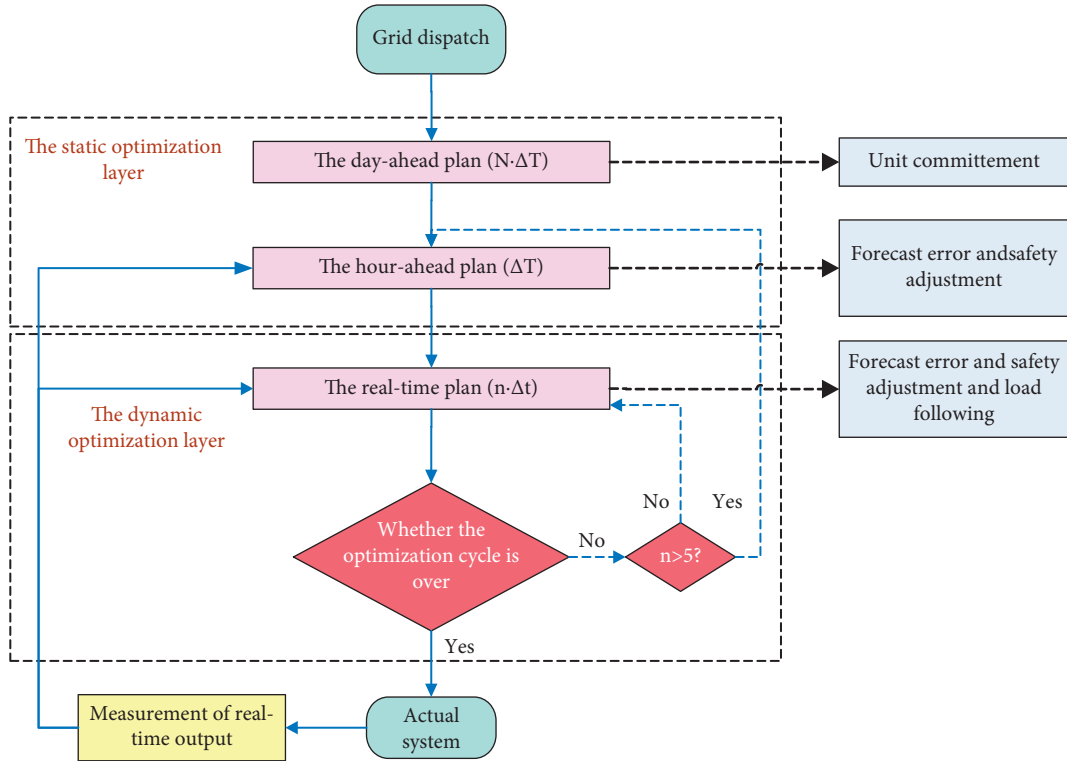 Grid dispatch
The static optimization
layer
The day-ahead plan (N·ΔT)
Unit committement
The hour-ahead plan (ΔT)
Forecast error andsafety
adjustment
The real-time plan (n·Δt)
Forecast error and safety
adjustment and load
following
The dynamic
optimization layer
No
Yes
Whether the
optimization cycle is
over
No
n>5?
Yes
Measurement of real-
time output
Actual
system